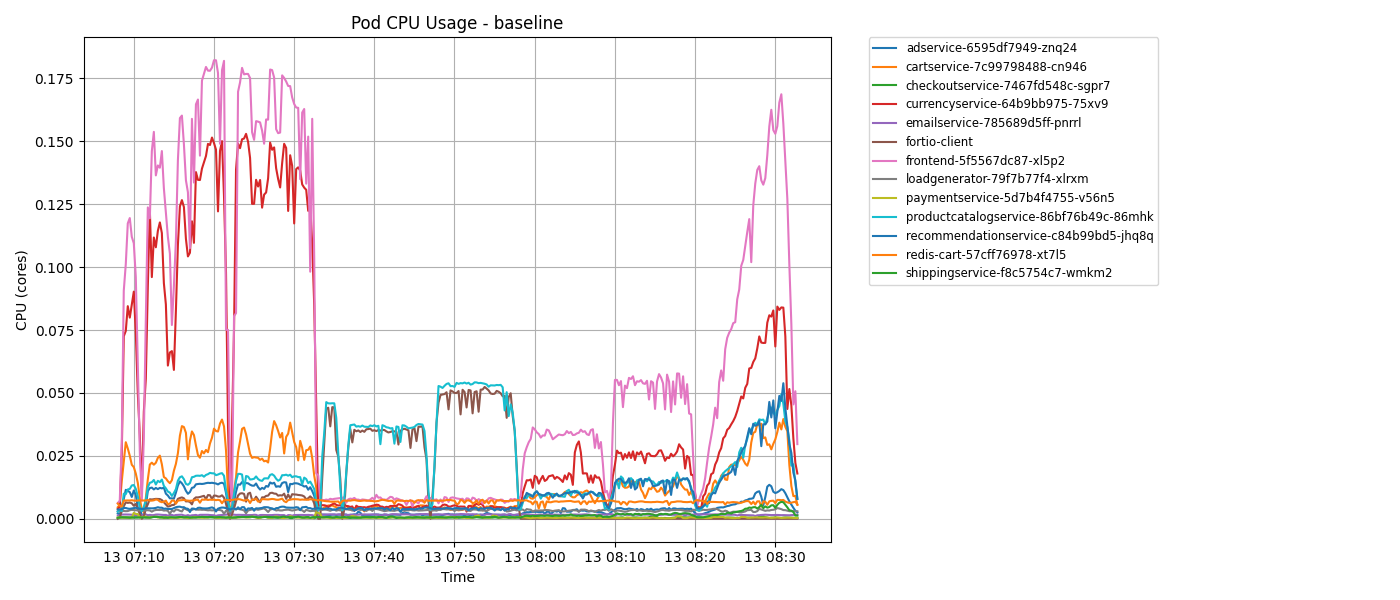 Pod CPU Usage - baseline
CPU (cores)
0.175
0.150
0.125
0.100
0.075
0.050
0.025
0.000
13 07:10 13 07:20 13 07:30 13 07:40 13 07:50 13 08:00 13 08:10 13 08:20 13 08:30
Time
adservice-6595df7949-znq24
cartservice-7c99798488-cn946
checkoutservice-7467fd548c-sgpr7
currencyservice-64b9bb975-75xv9
emailservice-785689d5ff-pnrrl
fortio-client
frontend-5f5567dc87-xl5p2
loadgenerator-79f7b77f4-xlrxm
paymentservice-5d7b4f4755-v56n5
productcatalogservice-86bf76b49c-86mhk
recommendationservice-c84b99bd5-jhq8q
redis-cart-57cff76978-xt7l5
shippingservice-f8c5754c7-wmkm2